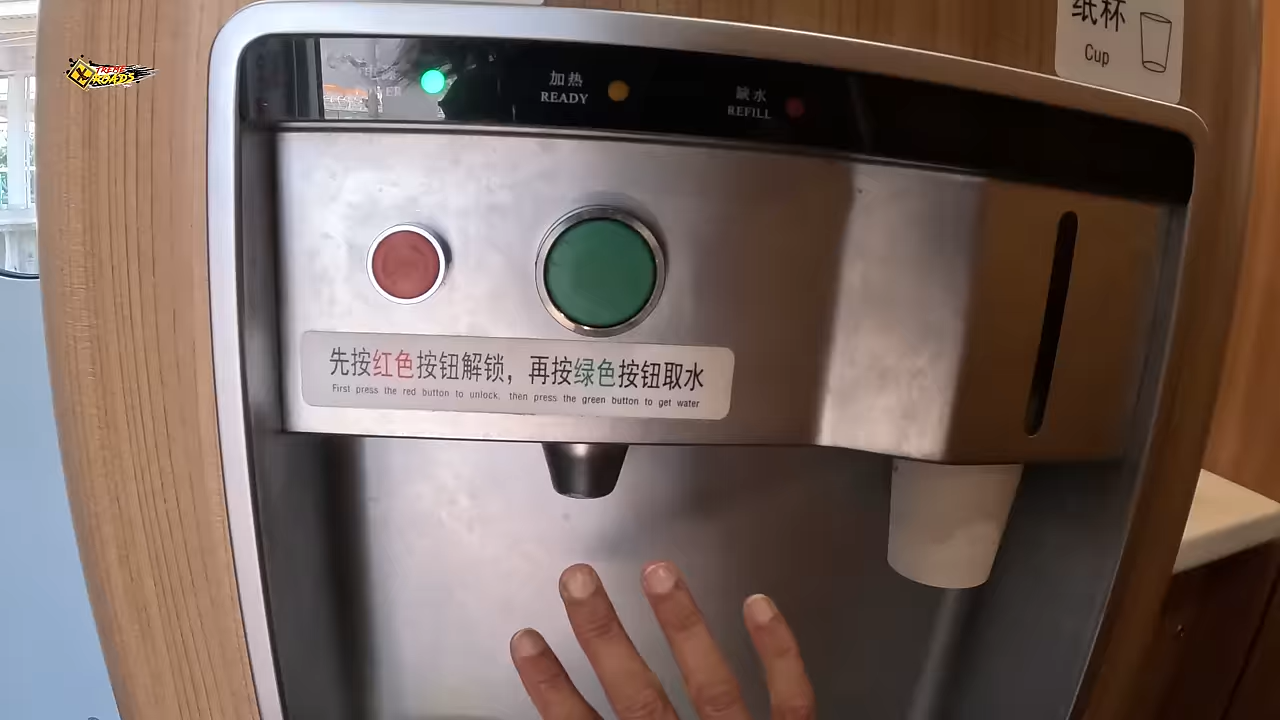 XTREME
ROADS
加热
READY
缺水
REFILL
纸杯
Cup
先按红色按钮解锁，再按绿色按钮取水
First press the red button to unlock, then press the green button to get water